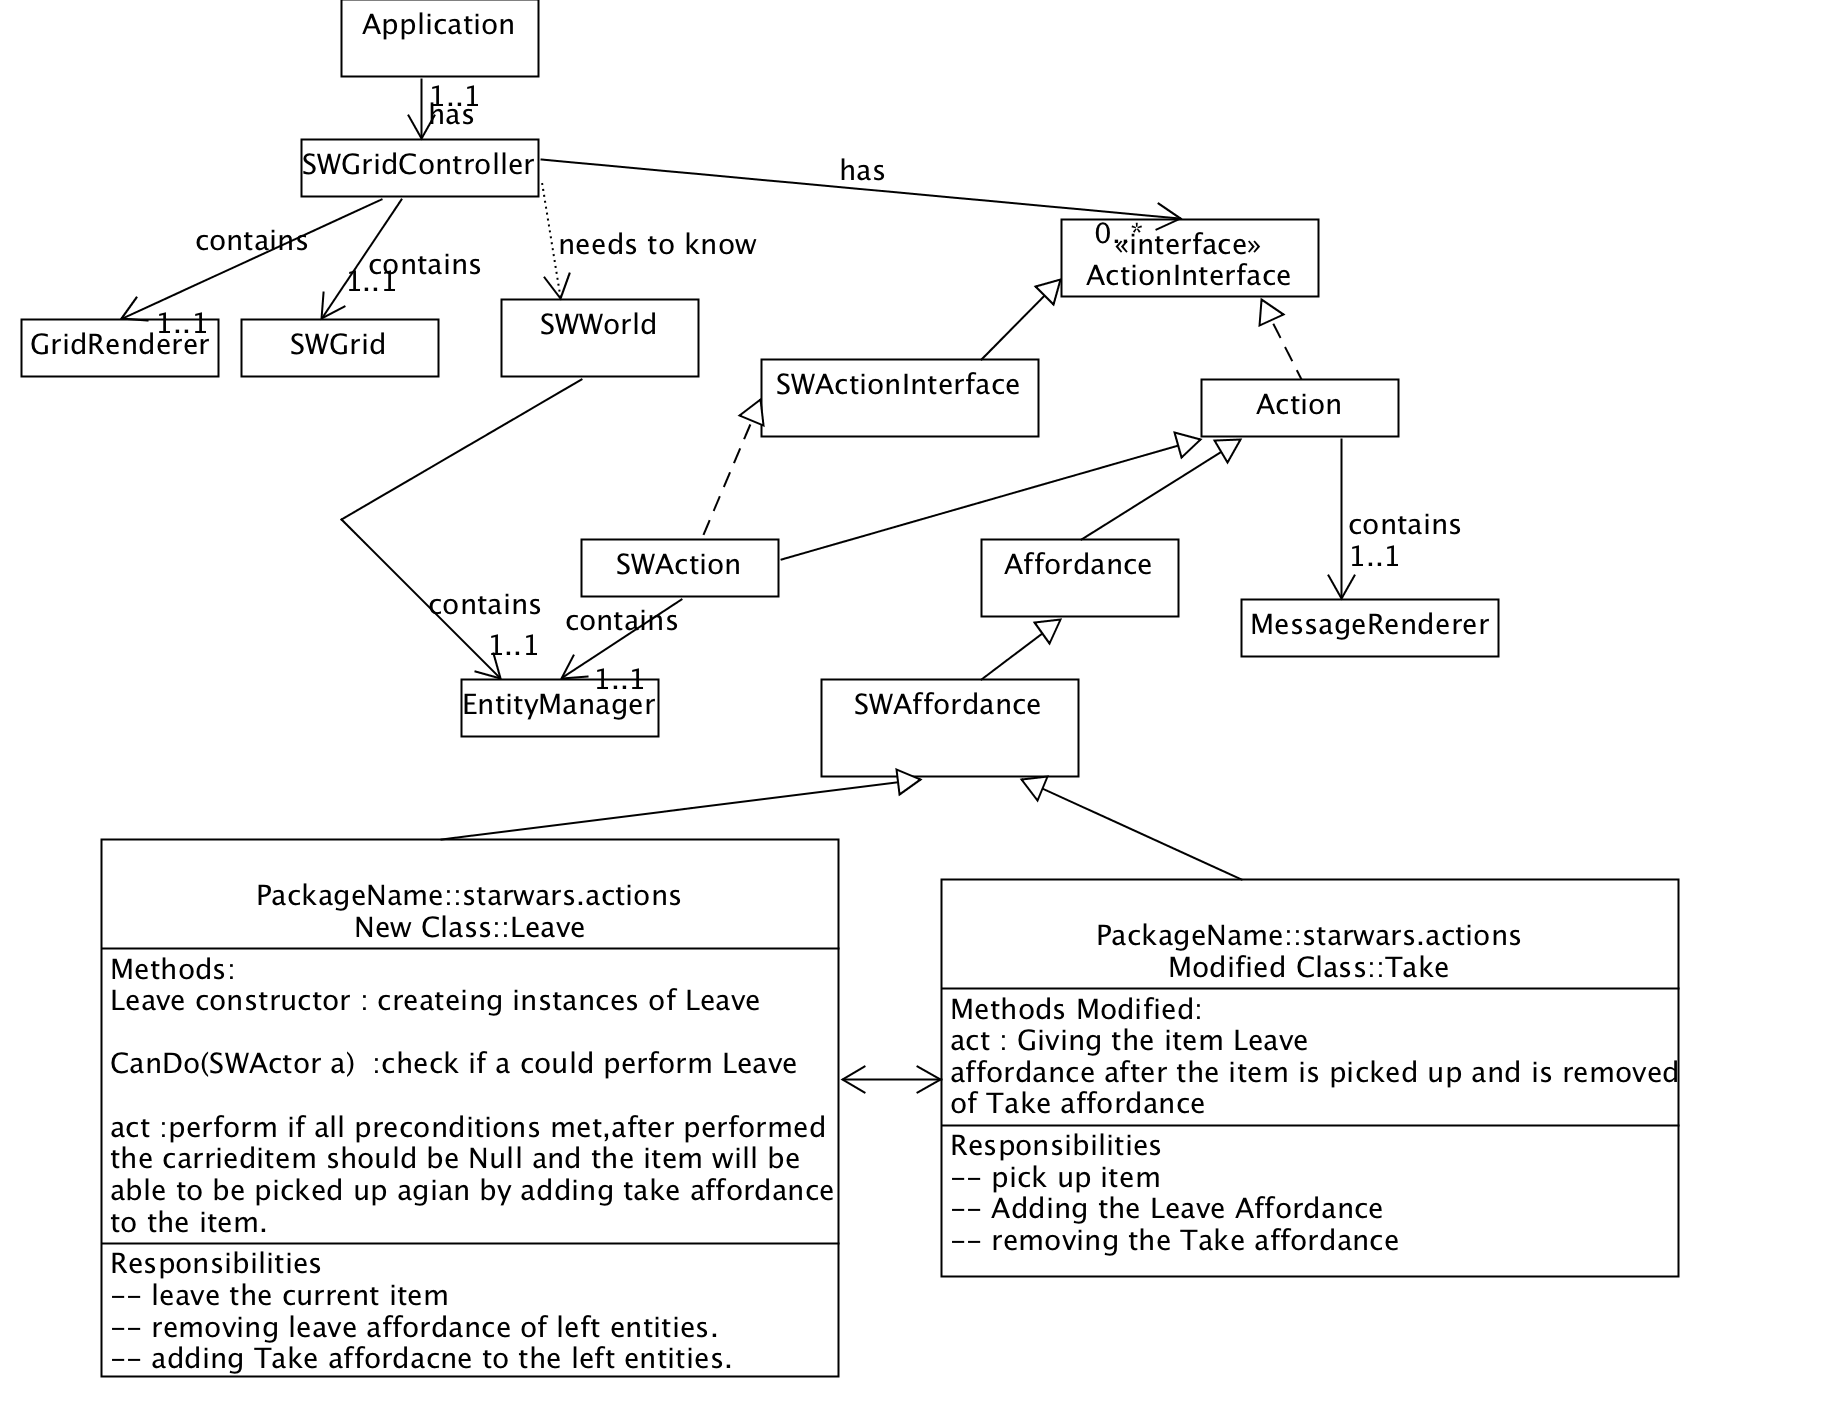 Application
1..1
has
SWGridController
has
contains
contains
1..1
needs to know
0..*
«interface»
ActionInterface
1..1
GridRenderer
SWGrid
SWWorld
SWActionInterface
Action
contains
1..1
SWAction
Affordance
contains
1..1
MessageRenderer
contains
1..1
EntityManager
SWAffordance
PackageName::starwars.actions
New Class::Leave
Methods:
Leave constructor : createing instances of Leave
CanDo(SWActor a)  :check if a could perform Leave
act :perform if all preconditions met,after performed
the carrieditem should be Null and the item will be
able to be picked up agian by adding take affordance
to the item.
Responsibilities
-- leave the current item
-- removing leave affordance of left entities.
-- adding Take affordacne to the left entities.
PackageName::starwars.actions
Modified Class::Take
Methods Modified:
act : Giving the item Leave
affordance after the item is picked up and is removed
of Take affordance
Responsibilities
-- pick up item
-- Adding the Leave Affordance
-- removing the Take affordance